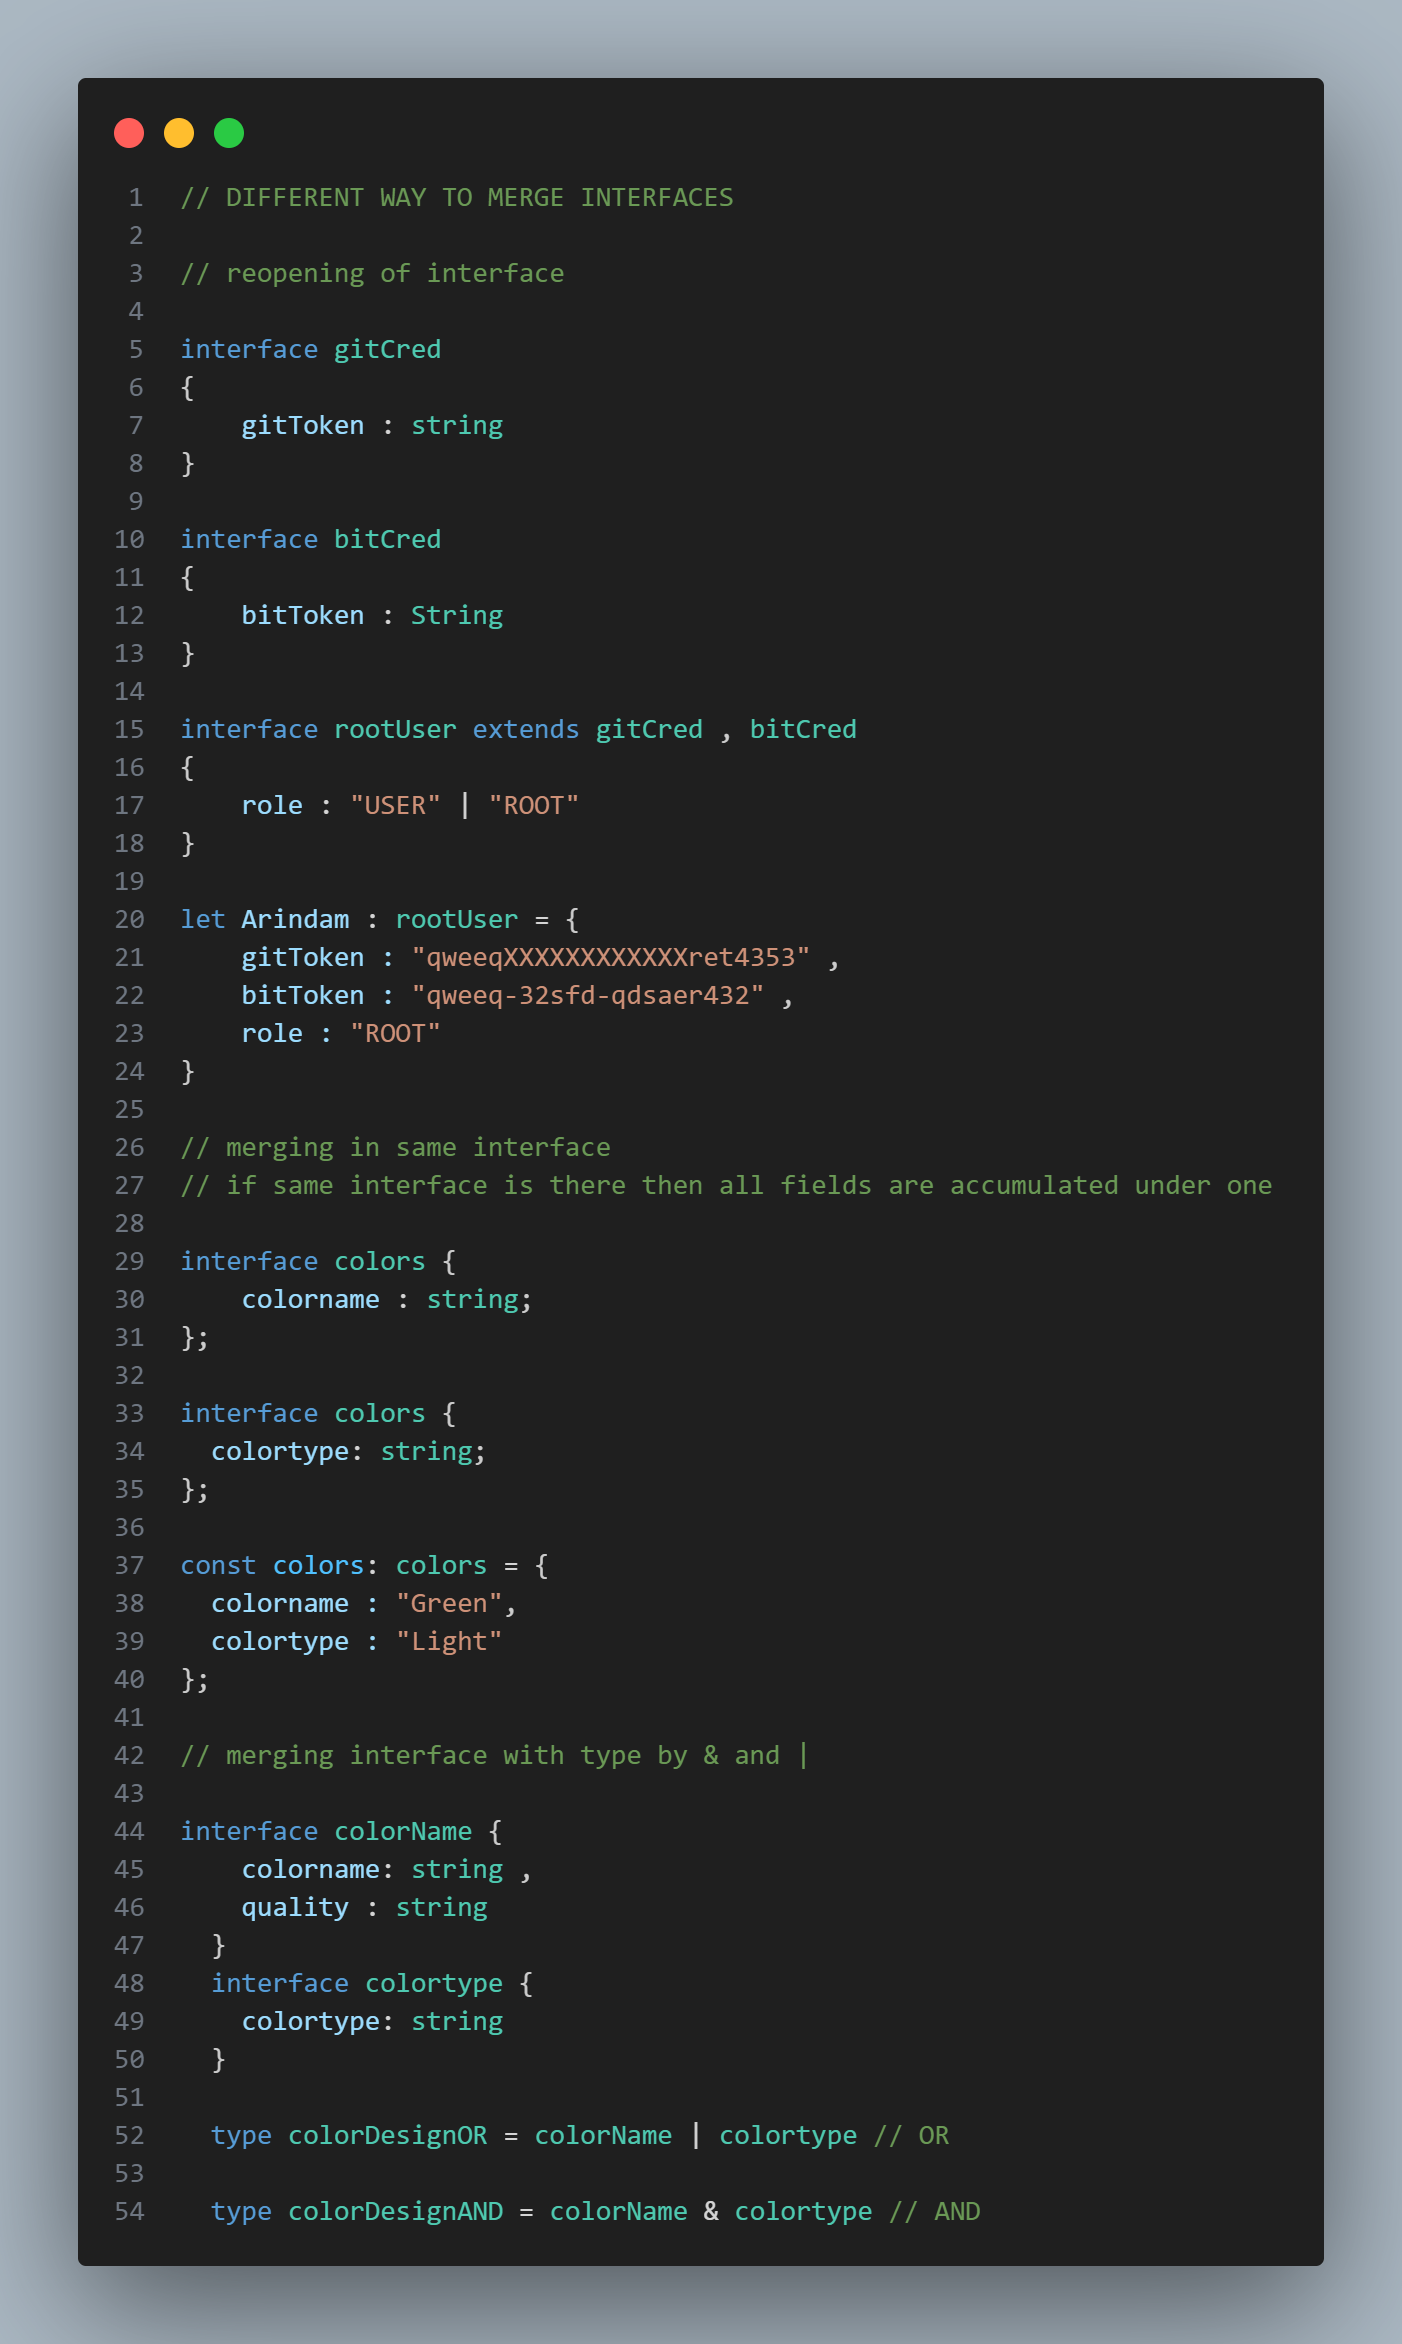 1 // DIFFERENT WAY TO MERGE INTERFACES
2
3 // reopening of interface
4
5 interface gitCred
6 {
7     gitToken : string
8 }
9
10 interface bitCred
11 {
12     bitToken : String
13 }
14
15 interface rootUser extends gitCred , bitCred
16 {
17     role : "USER" | "ROOT"
18 }
19
20 let Arindam : rootUser = {
21     gitToken : "qweeqXXXXXXXXXXXXret4353" ,
22     bitToken : "qweeq-32sfd-qdsaer432" ,
23     role : "ROOT"
24 }
25
26 // merging in same interface
27 // if same interface is there then all fields are accumulated under one
28
29 interface colors {
30     colorname : string;
31 };
32
33 interface colors {
34   colortype: string;
35 };
36
37 const colors: colors = {
38   colorname : "Green",
39   colortype : "Light"
40 };
41
42 // merging interface with type by & and |
43
44 interface colorName {
45     colorname: string ,
46     quality : string
47   }
48   interface colortype {
49     colortype: string
50   }
51
52   type colorDesignOR = colorName | colortype // OR
53
54   type colorDesignAND = colorName & colortype // AND